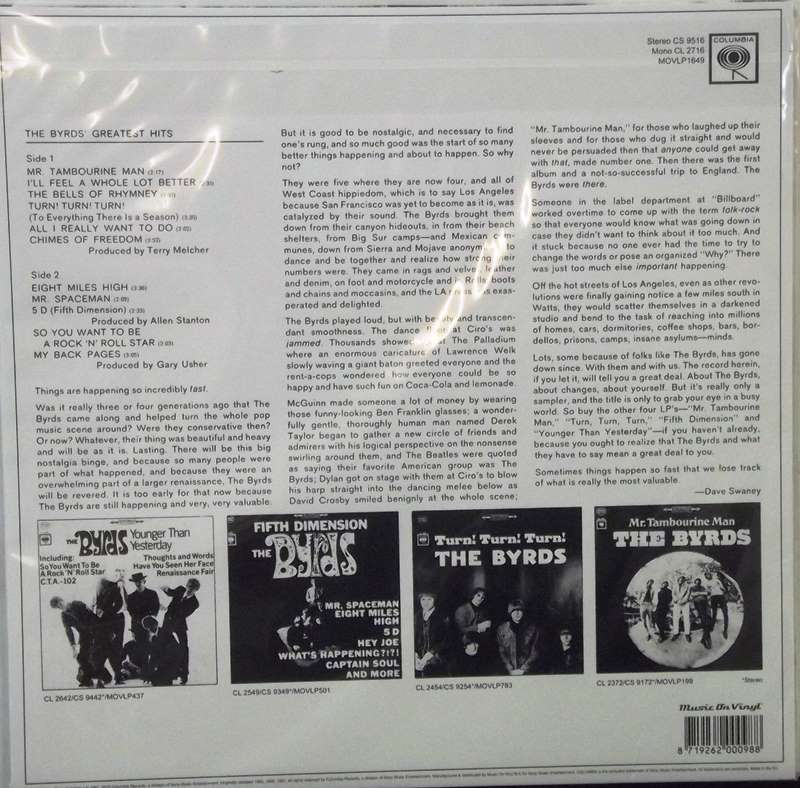 Stereo CS 9516
Mono CL 2716
MOVLP1649
COLUMBIA
THE BYRDS' GREATEST HITS
Side 1
MR. TAMBOURINE MAN (2:17)
I'LL FEEL A WHOLE LOT BETTER
THE BELLS OF RHYMNEY
TURN! TURN! TURN!
(To Everything There Is a Season) (3:35)
ALL I REALLY WANT TO DO (2:02)
CHIMES OF FREEDOM (3:52)
Produced by Terry Melcher
Side 2
EIGHT MILES HIGH (3:36)
MR. SPACEMAN (2:09)
5 D (Fifth Dimension) (2:33)
Produced by Allen Stanton
SO YOU WANT TO BE
A ROCK 'N' ROLL STAR (2:03)
MY BACK PAGES (3:05)
Produced by Gary Usher
Things are happening so incredibly fast.
Was it really three or four generations ago that The
Byrds came along and helped turn the whole pop
music scene around? Were they conservative then?
Or now? Whatever, their thing was beautiful and heavy
and will be as it is. Lasting. There will be this big
nostalgia binge, and because so many people were
part of what happened, and because they were an
overwhelming part of a larger renaissance, The Byrds
will be revered. It is too early for that now because
The Byrds are still happening and very, very valuable.
But it is good to be nostalgic, and necessary to find
one's rung, and so much good was the start of so many
better things happening and about to happen. So why
not?
They were five where they are now four, and all of
West Coast hippiedom, which is to say Los Angeles
because San Francisco was yet to become as it is, was
catalyzed by their sound. The Byrds brought them
down from their canyon hideouts, in from their beach
shelters, from Big Sur camps—and Mexican
munes, down from Sierra and Mojave to
dance and be together and realize how strong their
numbers were. They came in rags and velvet, leather
and denim, on foot and motorcycle and in Rolls, boots
and chains and moccasins, and the LA was exas-
perated and delighted.
The Byrds played loud, but with beauty and transcen-
dant smoothness. The dance floor at Ciro's was
jammed. Thousands showed at The Palladium
where an enormous caricature of Lawrence Welk
slowly waving a giant baton greeted everyone and the
rent-a-cops wondered how everyone could be so
happy and have such fun on Coca-Cola and lemonade.
McGuinn made someone a lot of money by wearing
those funny-looking Ben Franklin glasses; a wonder-
fully gentle, thoroughly human man named Derek
Taylor began to gather a new circle of friends and
admirers with his logical perspective on the nonsense
swirling around them, and The Beatles were quoted
as saying their favorite American group was The
Byrds; Dylan got on stage with them at Ciro's to blow
his harp straight into the dancing melee below as
David Crosby smiled benignly at the whole scene;
"Mr. Tambourine Man," for those who laughed up their
sleeves and for those who dug it straight and would
never be persuaded then that anyone could get away
with that, made number one. Then there was the first
album and a not-so-successful trip to England. The
Byrds were there.
Someone in the label department at "Billboard"
worked overtime to come up with the term folk-rock
so that everyone would know what was going down in
case they didn't want to think about it too much. And
it stuck because no one ever had the time to try to
change the words or pose an organized "Why?" There
was just too much else important happening.
Off the hot streets of Los Angeles, even as other revo-
lutions were finally gaining notice a few miles south in
Watts, they would scatter themselves in a darkened
studio and bend to the task of reaching into millions
of homes, cars, dormitories, coffee shops, bars, bor-
dellos, prisons, camps, insane asylums—minds.
Lots, some because of folks like The Byrds, has gone
down since. With them and with us. The record herein,
if you let it, will tell you a great deal. About The Byrds,
about changes, about yourself. But it's really only a
sampler, and the title is only to grab your eye in a busy
world. So buy the other four LP's—"Mr. Tambourine
Man," "Turn, Turn, Turn," "Fifth Dimension" and
"Younger Than Yesterday"—if you haven't already,
because you ought to realize that The Byrds and what
they have to say mean a great deal to you.
Sometimes things happen so fast that we lose track
of what is really the most valuable.
—Dave Swaney
THE Byrds Younger Than
Yesterday
Including:
So You Want To Be
A Rock 'N' Roll Star
C.T.A.-102
Thoughts and Words
Have You Seen Her Face
Renaissance Fair
CL 2642/CS 9442*/MOVLP437
FIFTH DIMENSION
THE BYRDS
MR. SPACEMAN
EIGHT MILES
HIGH
5 D
HEY JOE
WHAT'S HAPPENING?!?!
CAPTAIN SOUL
AND MORE
CL 2549/CS 9349*/MOVLP501
Turn! Turn! Turn!
THE BYRDS
CL 2454/CS 9254*/MOVLP783
Mr. Tambourine Man
THE BYRDS
CL 2372/CS 9172*/MOVLP199
*Stereo
Music On Vinyl
8 719262 000988